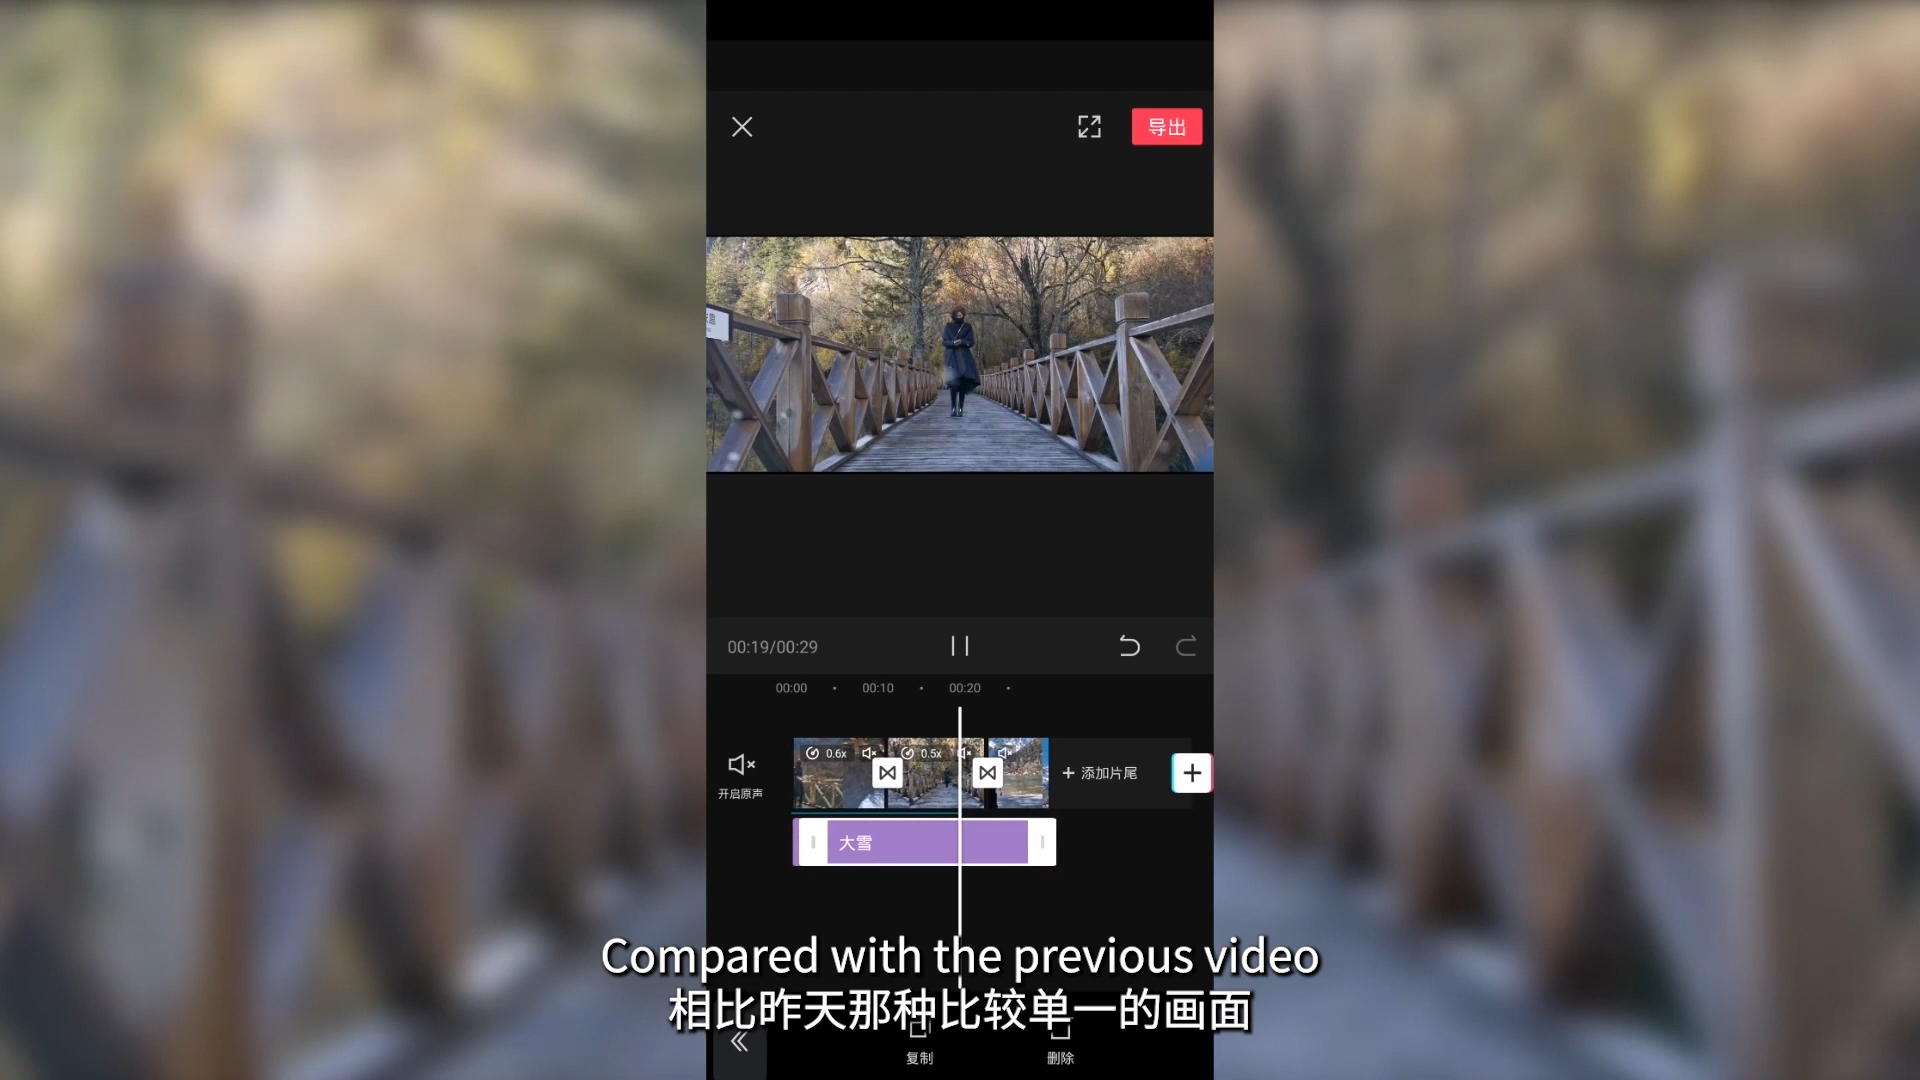 导出
00:19/00:29
00:00
00:10
00:20
0.6x
0.5x
开启原声
+ 添加片尾
大雪
Compared with the previous video
相比昨天那种比较单一的画面
复制
删除